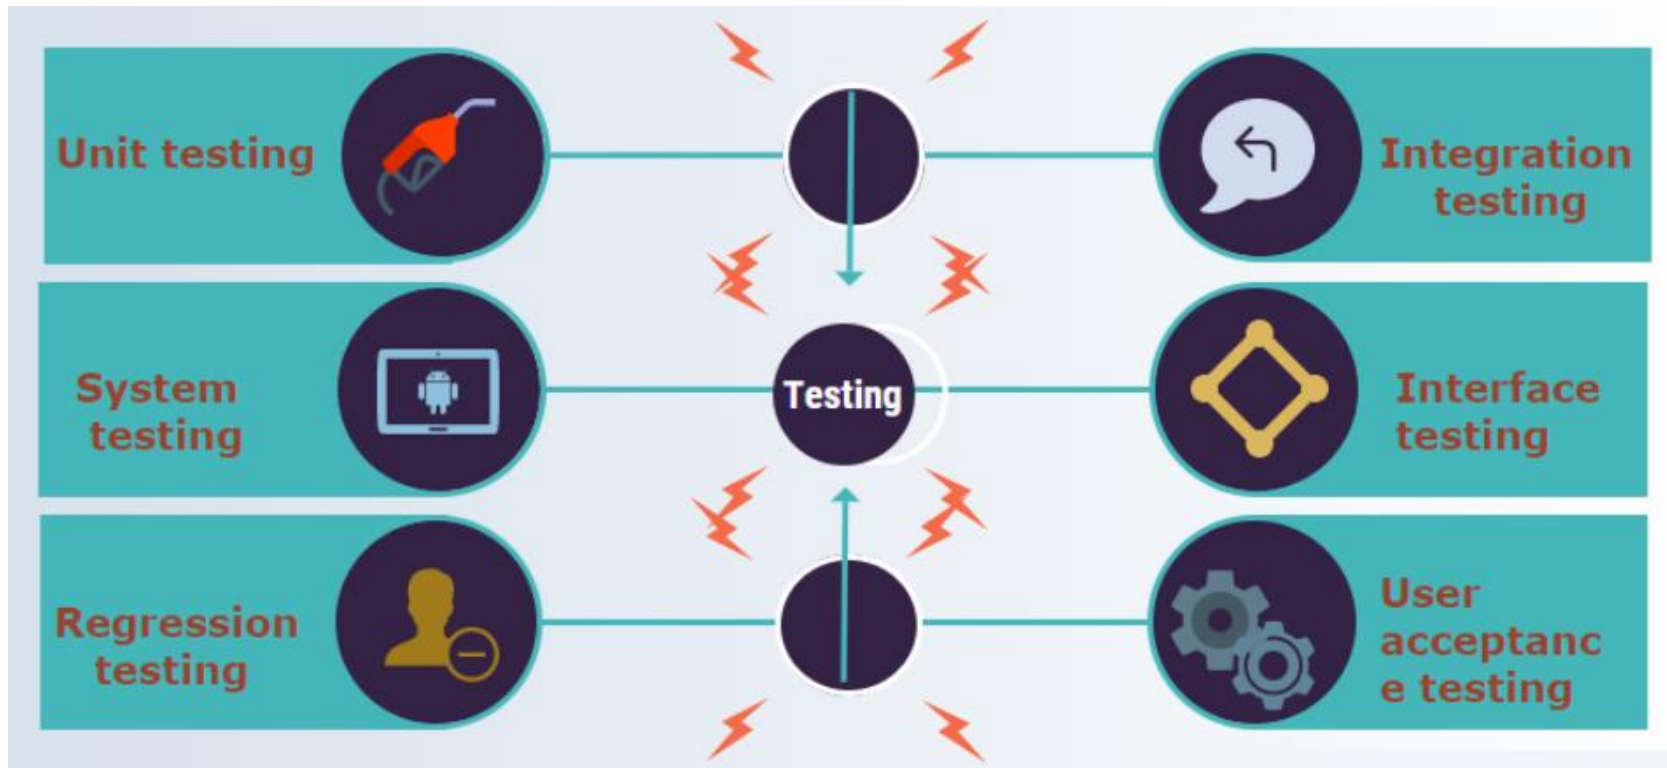 Unit testing
Integration
testing
System
testing
Testing
Interface
testing
Regression
testing
User
acceptanc
e testing